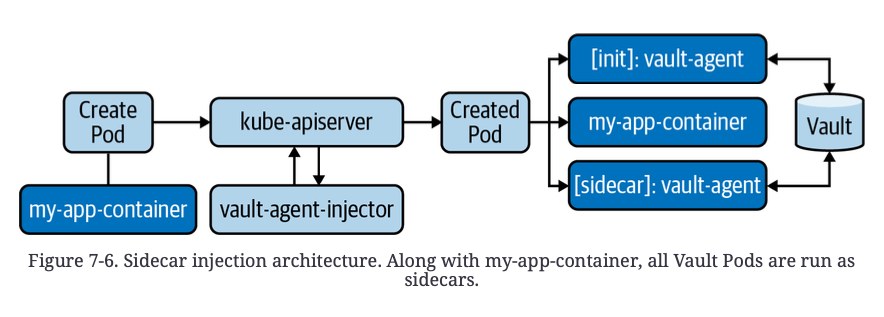 Create
Pod
my-app-container
kube-apiserver
vault-agent-injector
Created
Pod
[init]: vault-agent
my-app-container
[sidecar]: vault-agent
Vault
Figure 7-6. Sidecar injection architecture. Along with my-app-container, all Vault Pods are run as
sidecars.